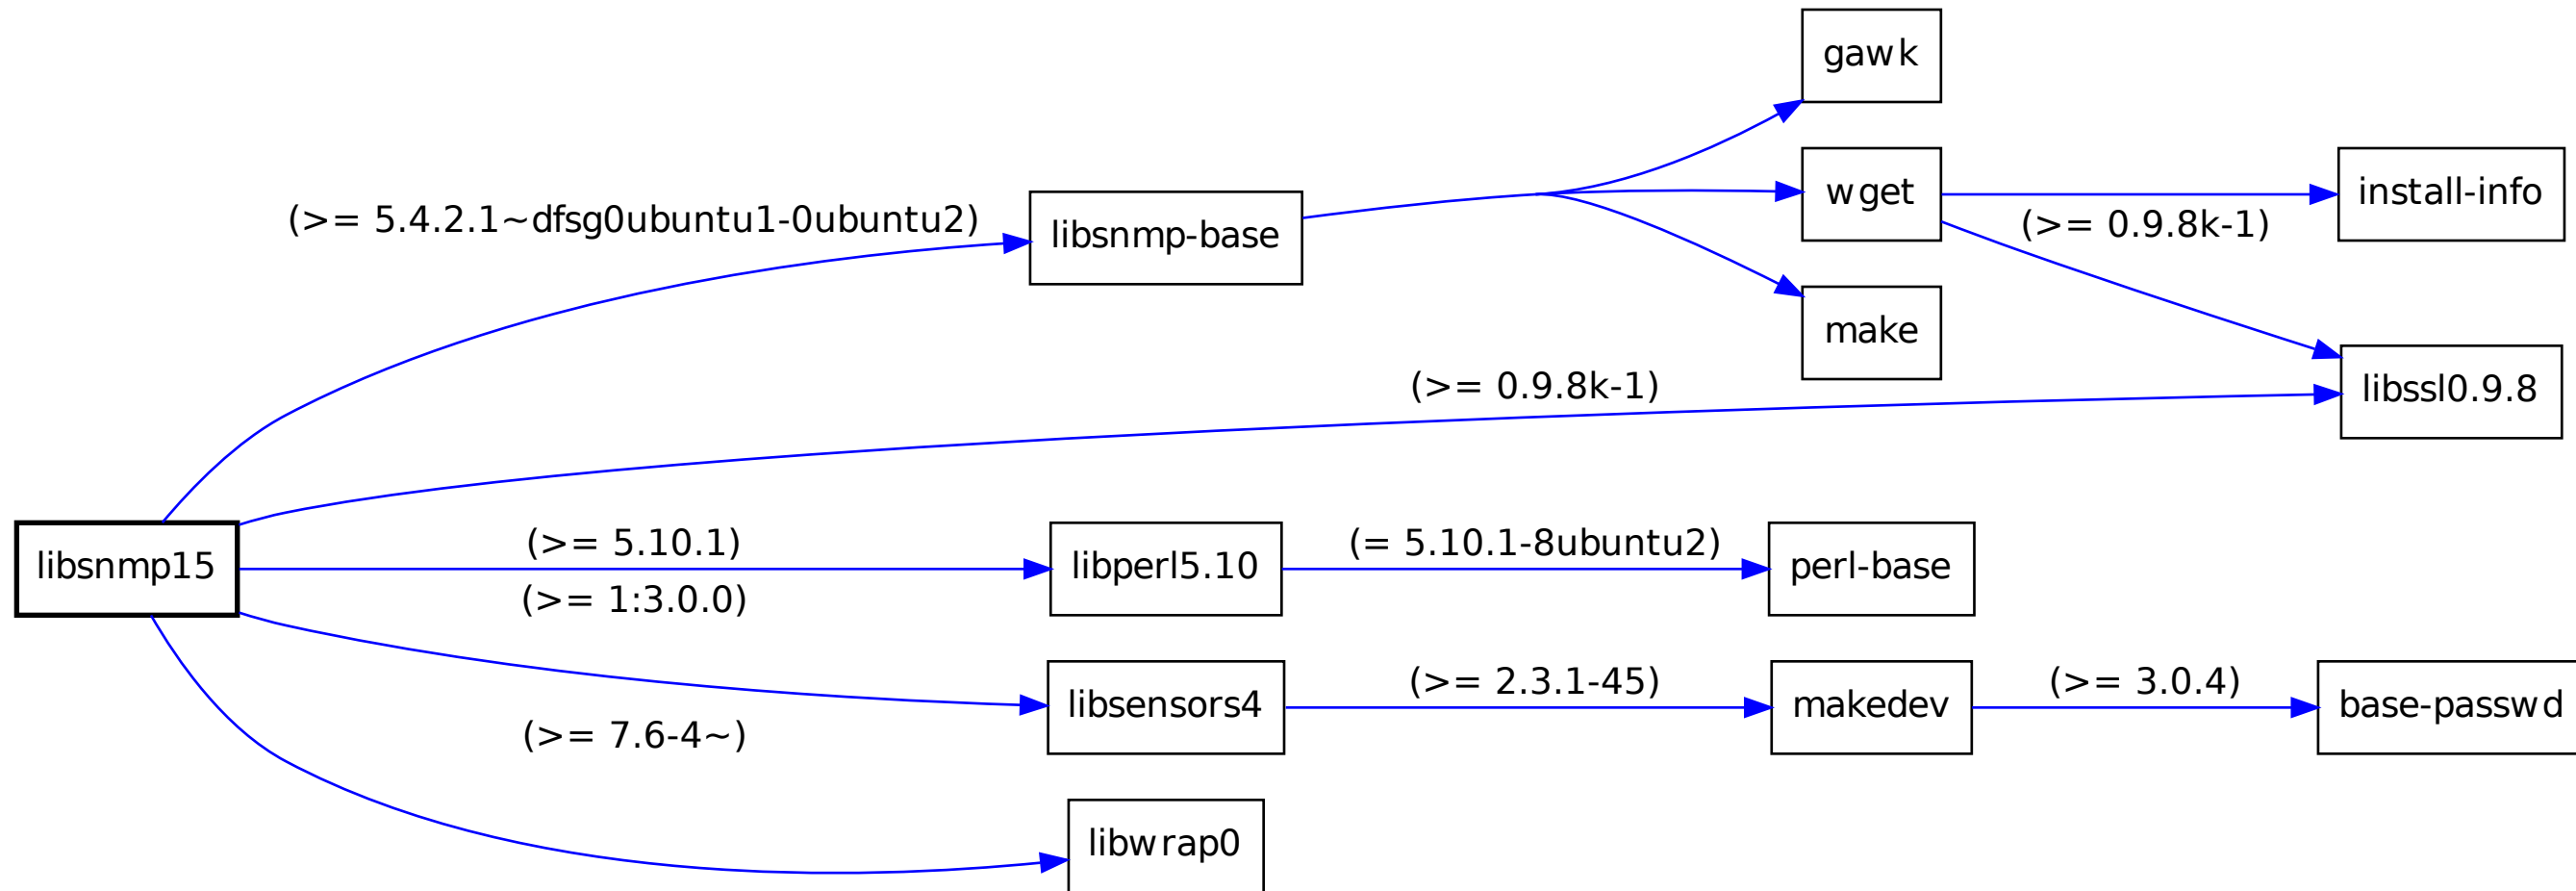 gawk
(>= 5.4.2.1~dfsg0ubuntu1-0ubuntu2)
libsnmp-base
wget
install-info
(>= 0.9.8k-1)
make
(>= 0.9.8k-1)
libssl0.9.8
libsnmp15
(>= 5.10.1)
libperl5.10
(= 5.10.1-8ubuntu2)
perl-base
(>= 1:3.0.0)
libsensors4
(>= 2.3.1-45)
makedev
(>= 3.0.4)
base-passwd
(>= 7.6-4~)
libwrap0